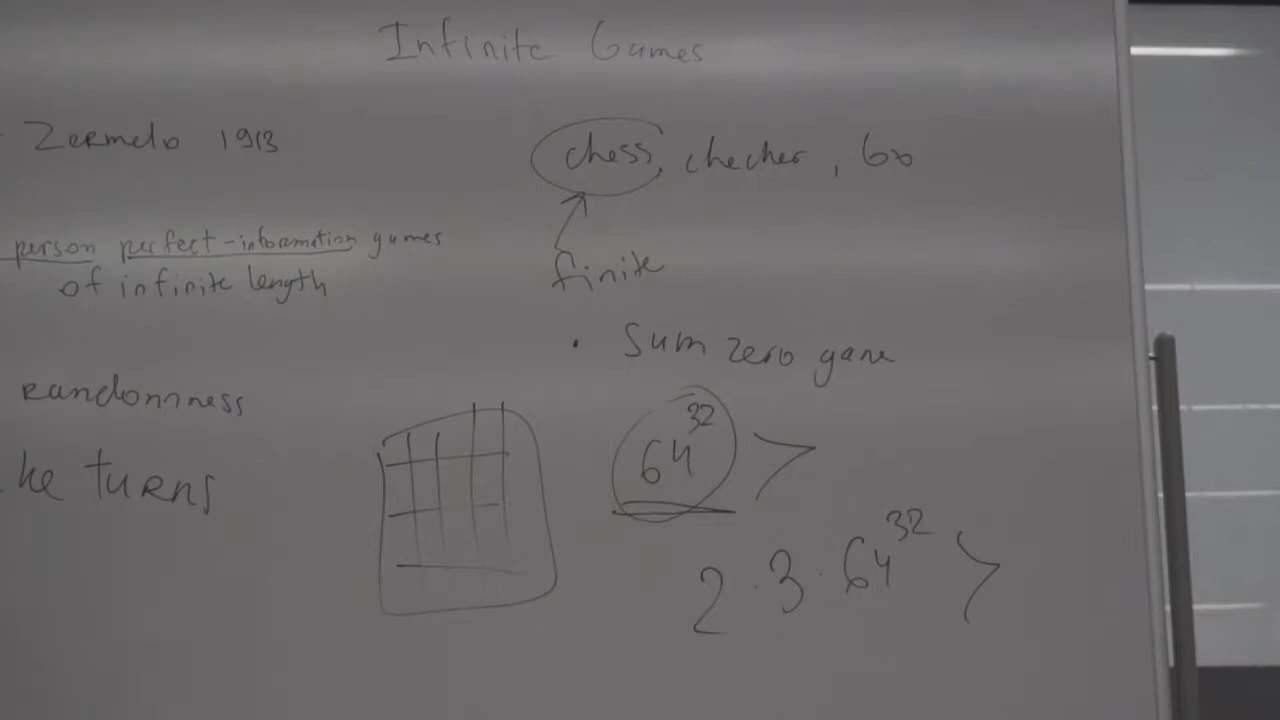 Infinite Games
Zermelo 1913
chess, checker, Go
person perfect-information games
of infinite length
finite
• Sum zero game
Randomness
ke turns
64^32 >
2 · 3 · 64^32 >